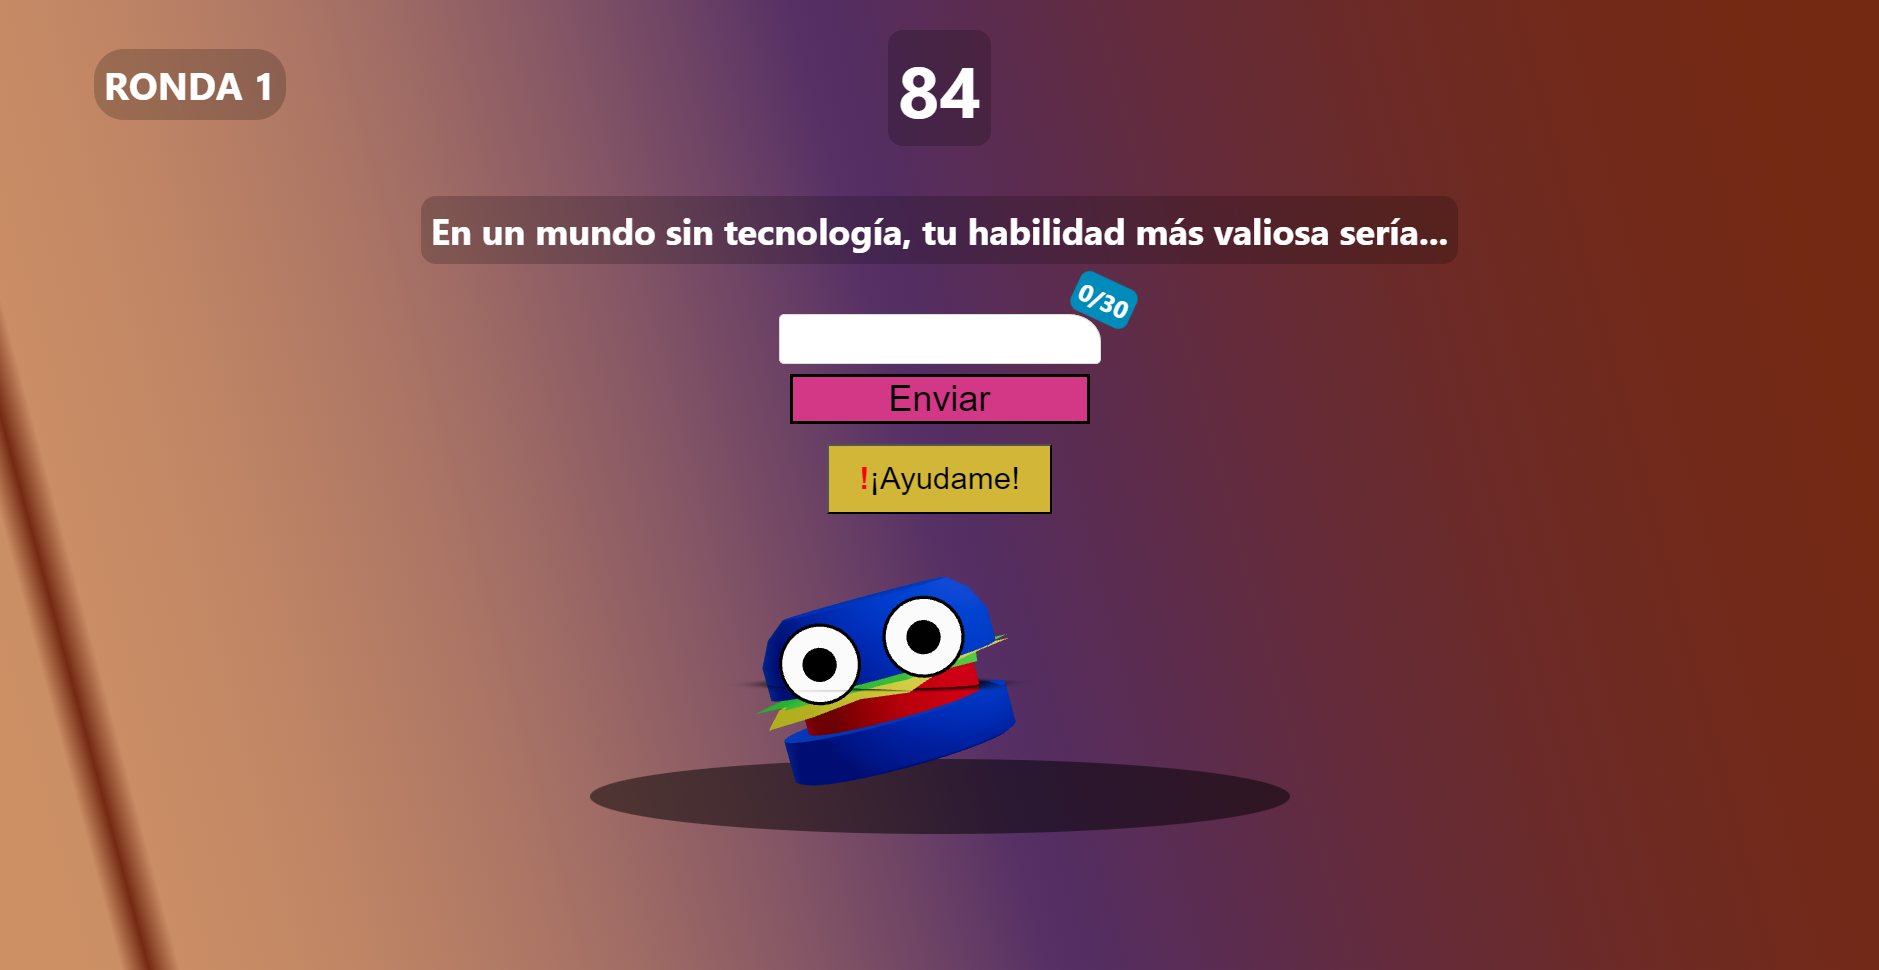 RONDA 1
84
En un mundo sin tecnología, tu habilidad más valiosa sería...
0/30
Enviar
!¡Ayudame!